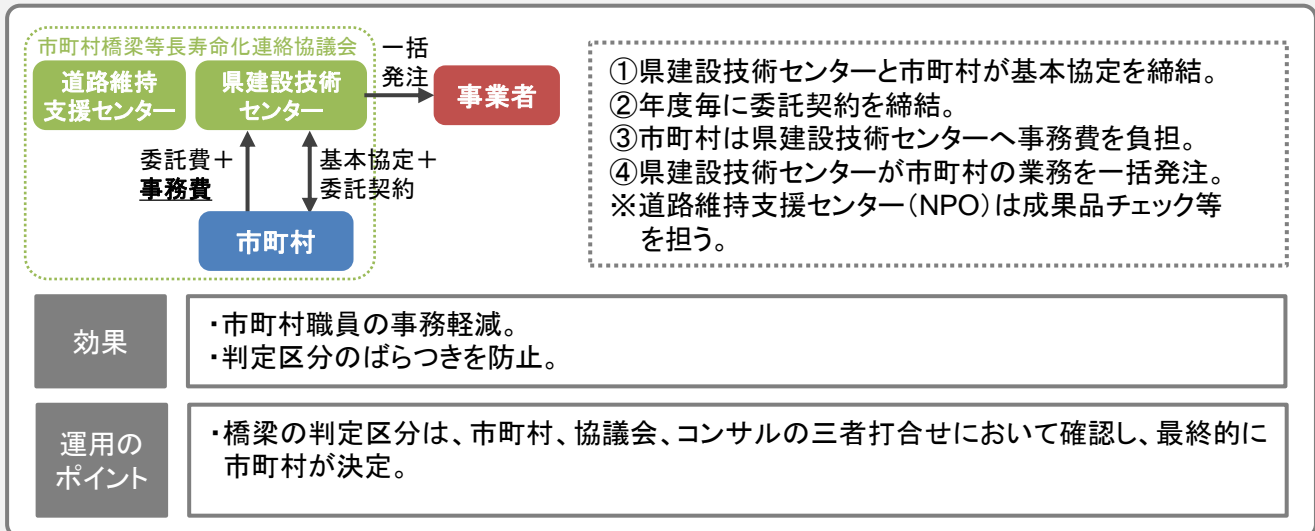 市町村橋梁等長寿命化連絡協議会
道路維持
支援センター
県建設技術
センター
一括
発注
事業者
委託費＋
事務費
基本協定＋
委託契約
市町村
①県建設技術センターと市町村が基本協定を締結。
②年度毎に委託契約を締結。
③市町村は県建設技術センターへ事務費を負担。
④県建設技術センターが市町村の業務を一括発注。
※道路維持支援センター（NPO）は成果品チェック等
を担う。
効果
・市町村職員の事務軽減。
・判定区分のばらつきを防止。
運用の
ポイント
・橋梁の判定区分は、市町村、協議会、コンサルの三者打合せにおいて確認し、最終的に
市町村が決定。